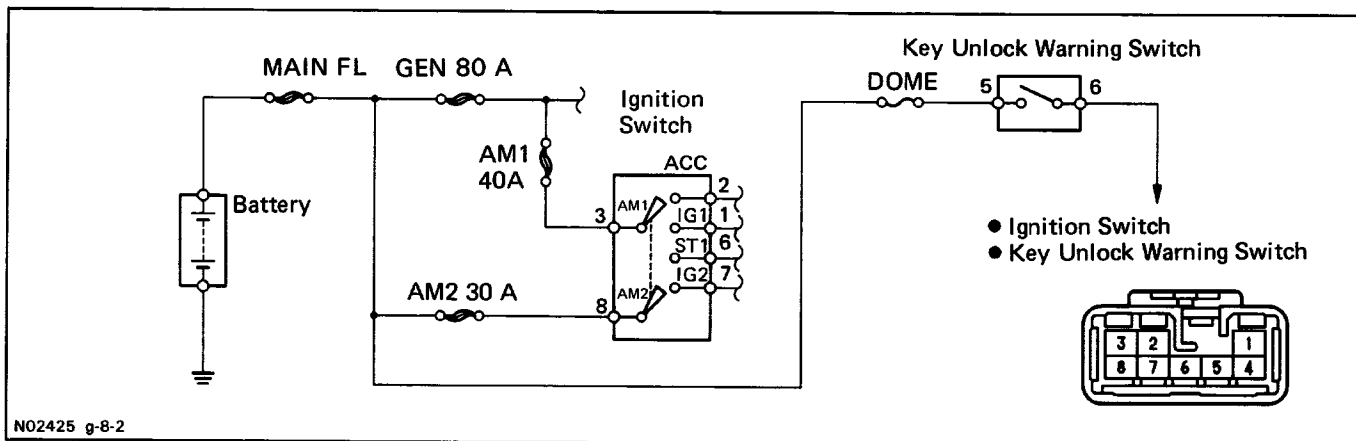 Key Unlock Warning Switch
MAIN FL
GEN 80 A
DOME
5
6
Ignition
Switch
AM1
40A
ACC
2
AM1
IG1
1
3
ST1
6
IG2
7
Battery
AM2 30 A
AM2
8
● Ignition Switch
● Key Unlock Warning Switch
3 2 1
8 7 6 5 4
N02425 g-8-2